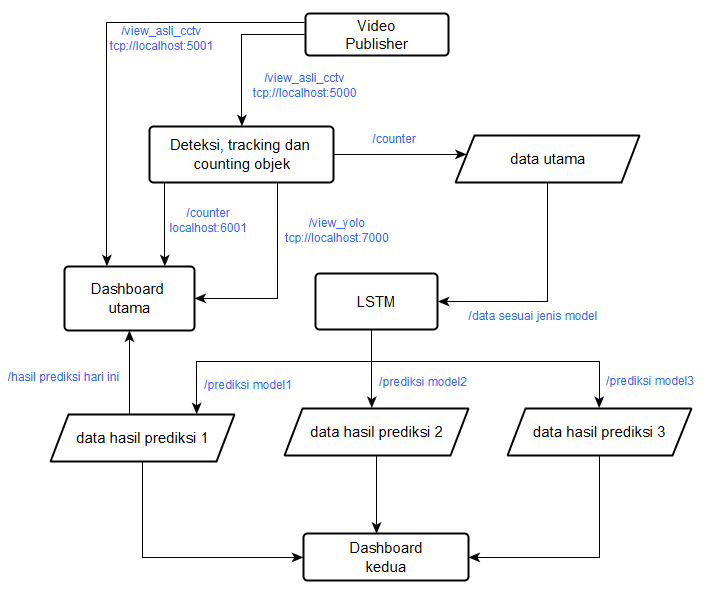 Video
Publisher
/view_asli_cctv
tcp://localhost:5001
/view_asli_cctv
tcp://localhost:5000
Deteksi, tracking dan
counting objek
/counter
data utama
/counter
localhost:6001
/view_yolo
tcp://localhost:7000
Dashboard
utama
LSTM
/data sesuai jenis model
/hasil prediksi hari ini
/prediksi model1
/prediksi model2
/prediksi model3
data hasil prediksi 1
data hasil prediksi 2
data hasil prediksi 3
Dashboard
kedua